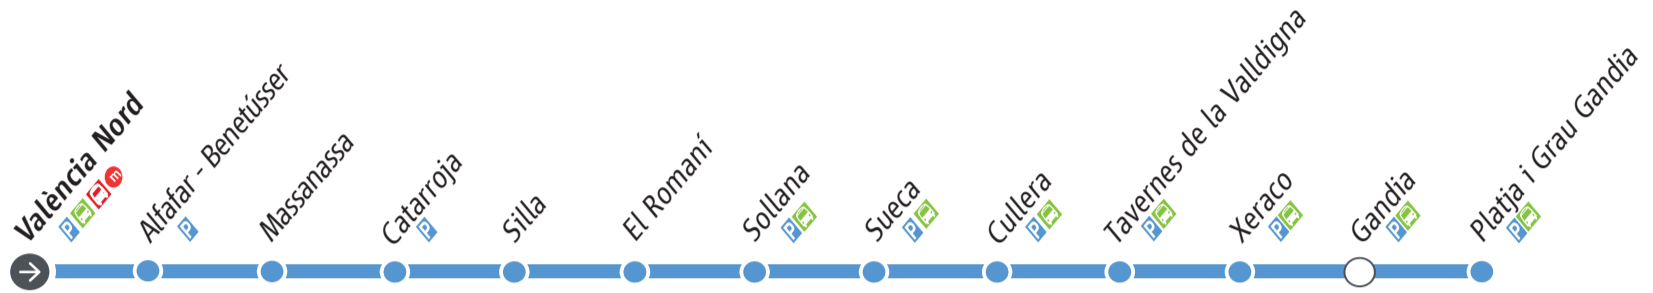 València Nord
P
m
Alfafar - Benetússer
P
Massanassa
Catarroja
P
Silla
El Romaní
Sollana
P
Sueca
P
Cullera
P
Tavernes de la Valldigna
P
Xeraco
P
Gandia
P
Platja i Grau Gandia
P